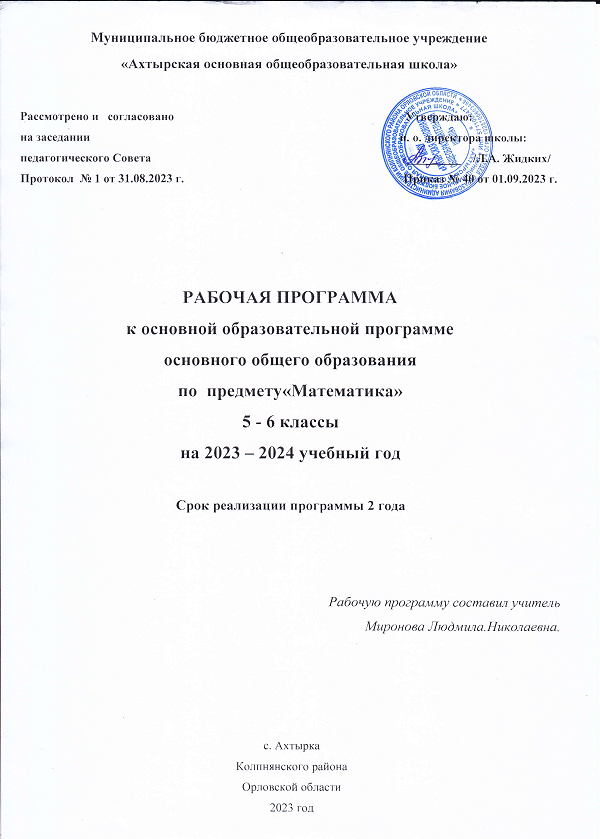 Муниципальное бюджетное общеобразовательное учреждение
«Ахтырская основная общеобразовательная школа»
Рассмотрено и согласовано
на заседании
педагогического Совета
Протокол № 1 от 31.08.2023 г.
Утверждаю:
и. о. директора школы:
Л.А. Жидких/
Приказ № 40 от 01.09.2023 г.
РАБОЧАЯ ПРОГРАММА
к основной образовательной программе
основного общего образования
по предмету«Математика»
5 - 6 классы
на 2023 – 2024 учебный год
Срок реализации программы 2 года
Рабочую программу составил учитель
Миронова Людмила.Николаевна.
с. Ахтырка
Колпнянского района
Орловской области
2023 год